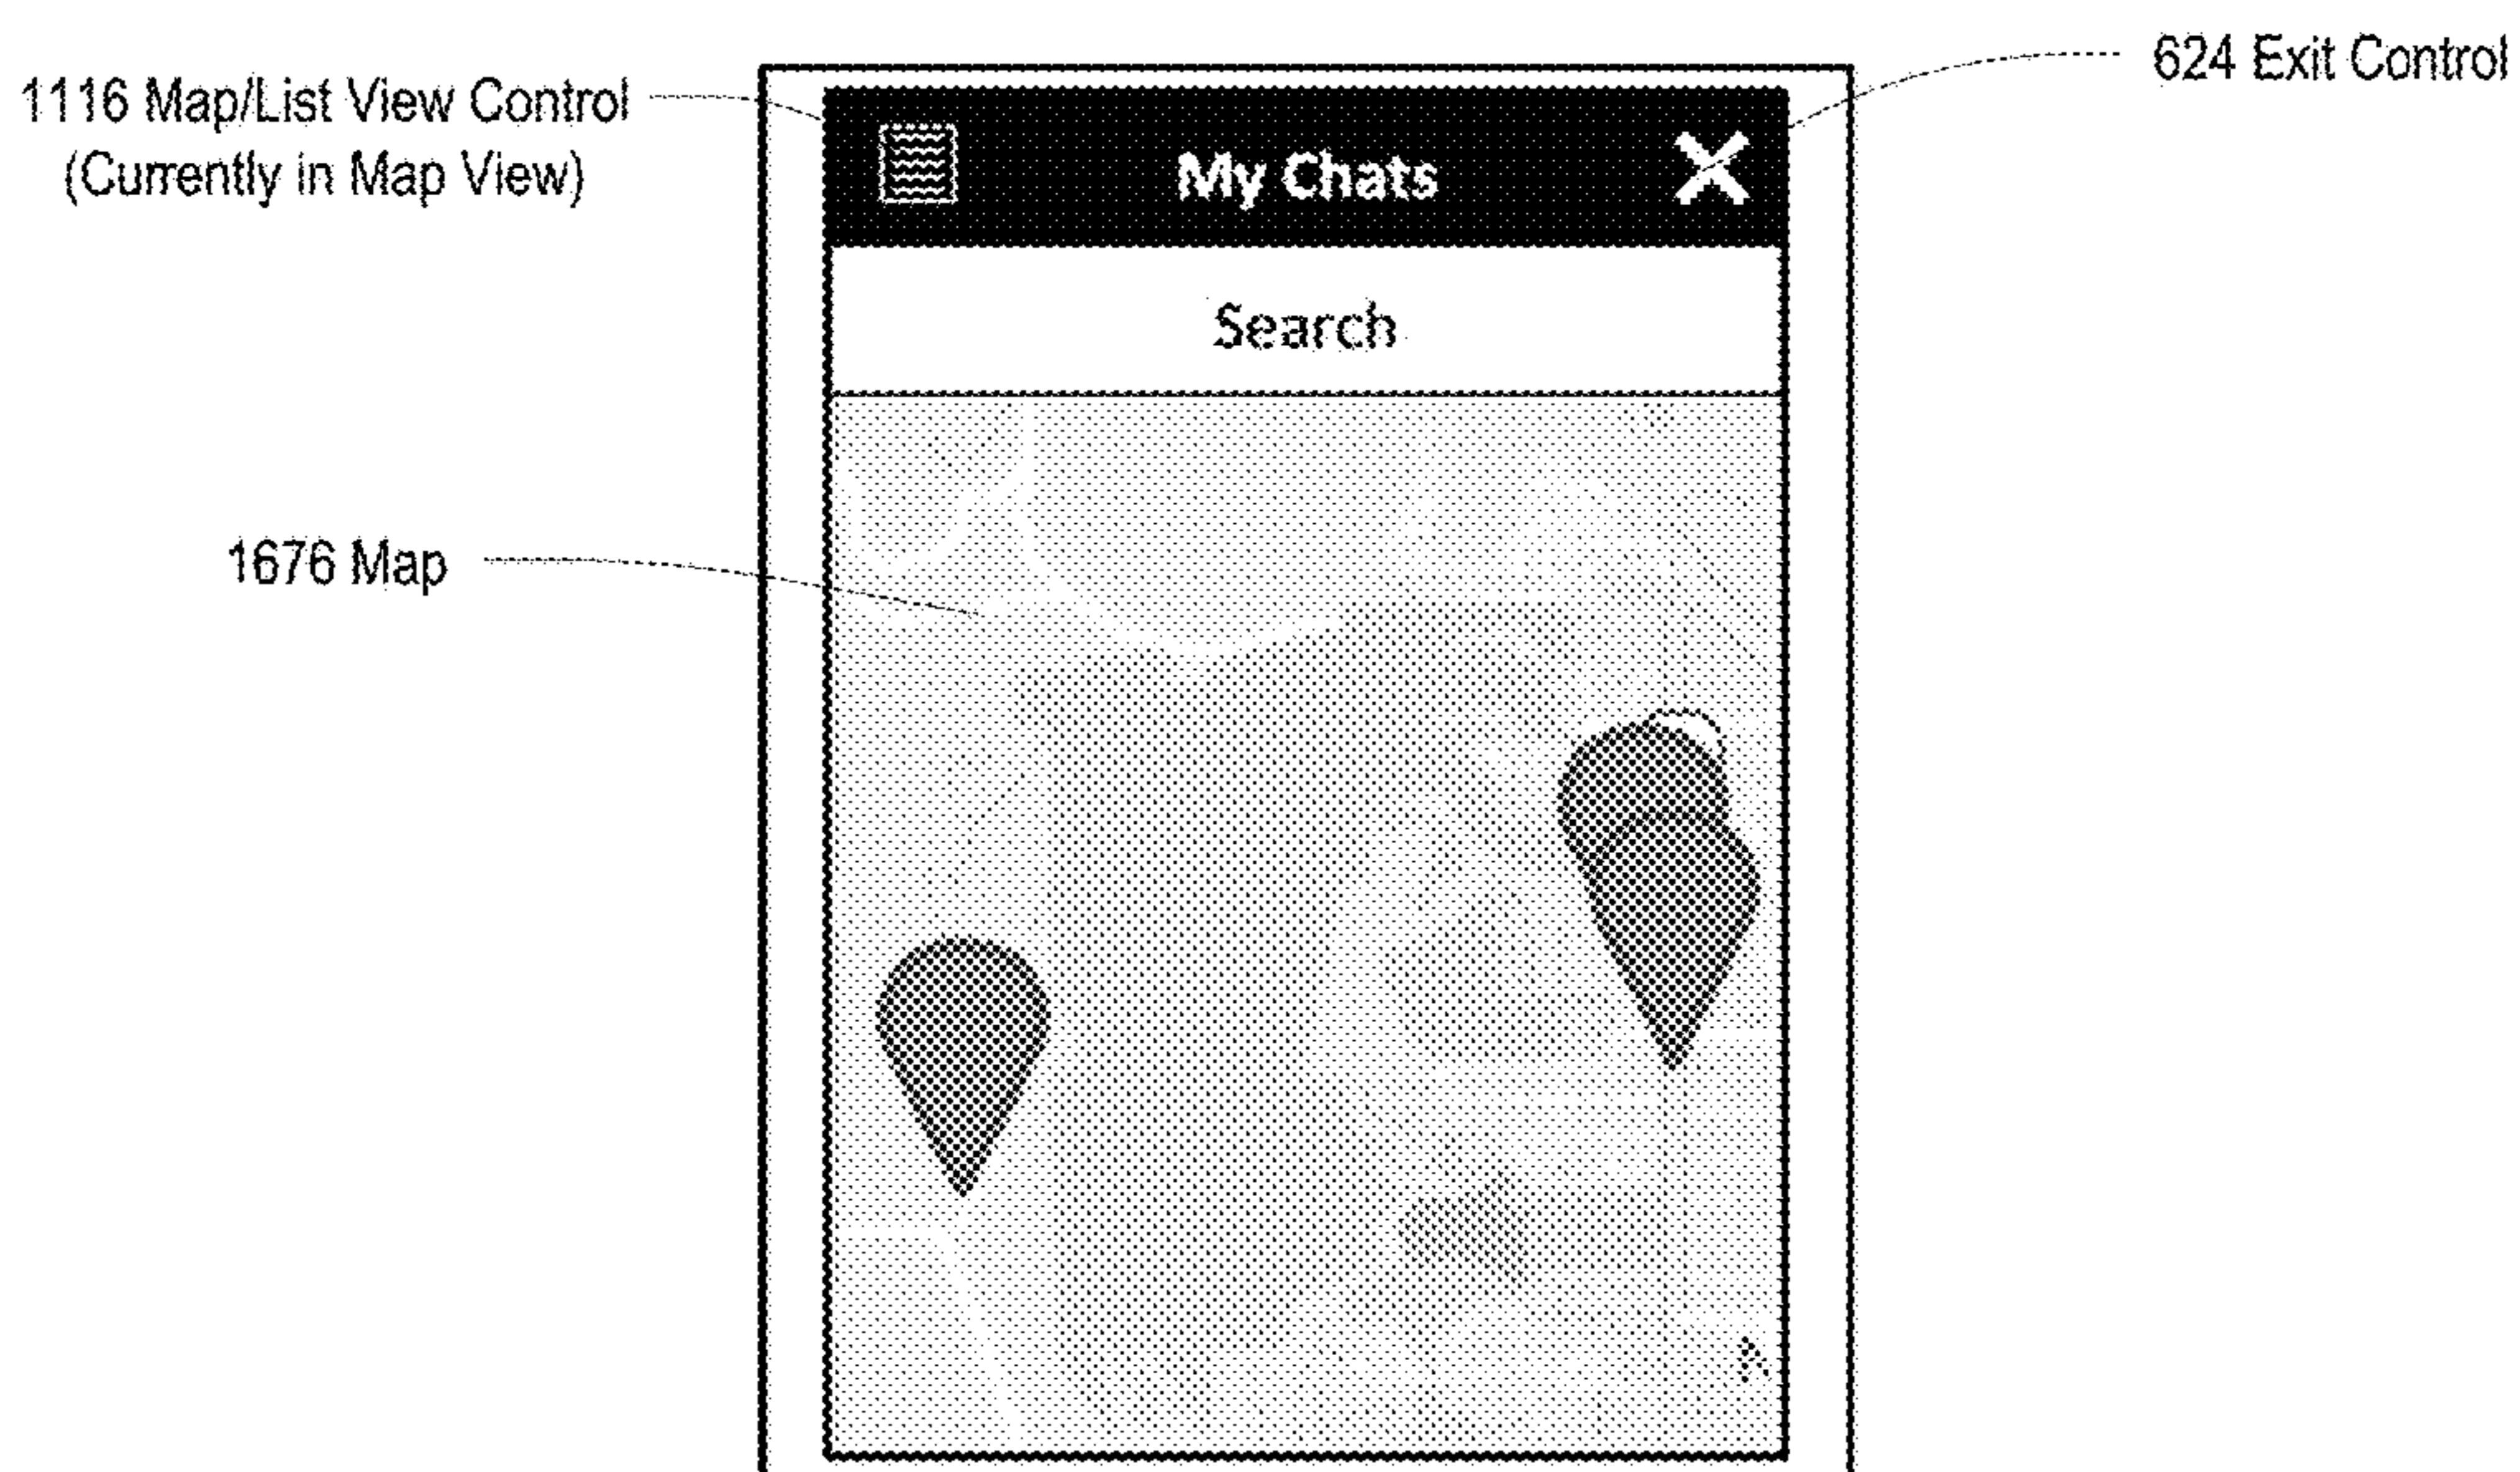 624 Exit Control
1116 Map/List View Control
(Currently in Map View)
My Chats
Search
1676 Map